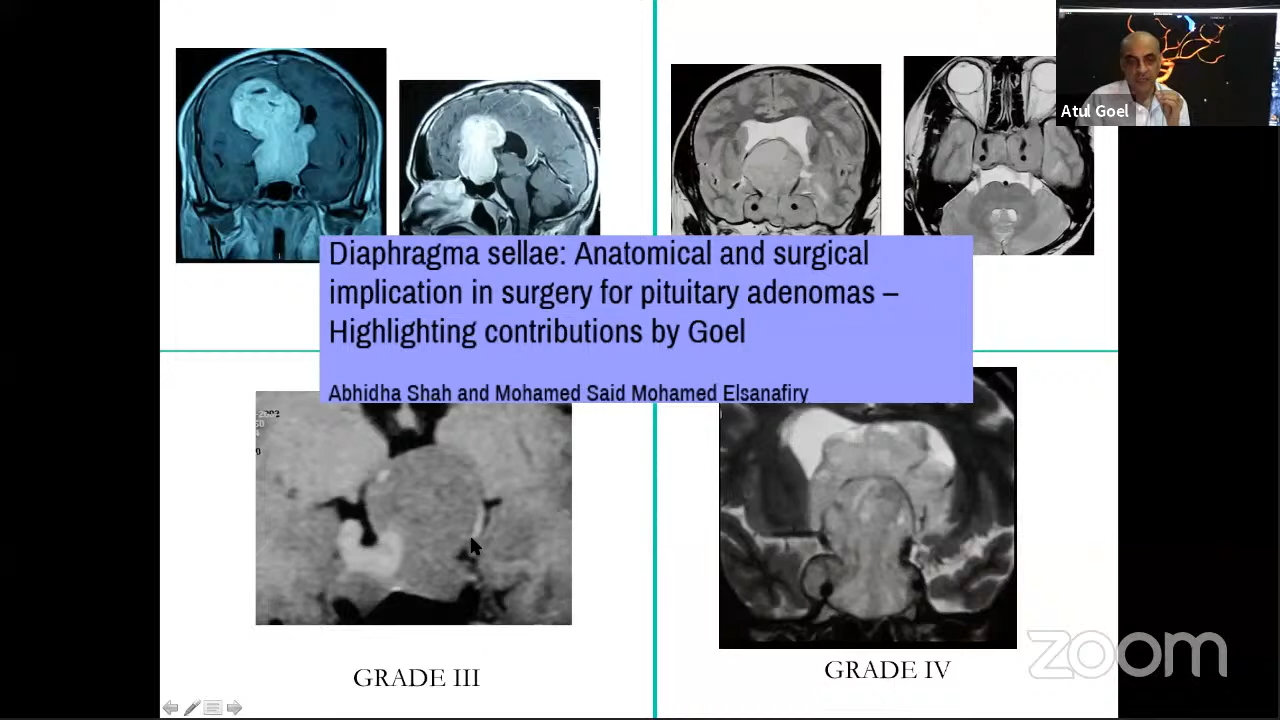 Atul Goel
Diaphragma sellae: Anatomical and surgical
implication in surgery for pituitary adenomas –
Highlighting contributions by Goel
Abhidha Shah and Mohamed Said Mohamed Elsanafiry
GRADE III
GRADE IV
zoom